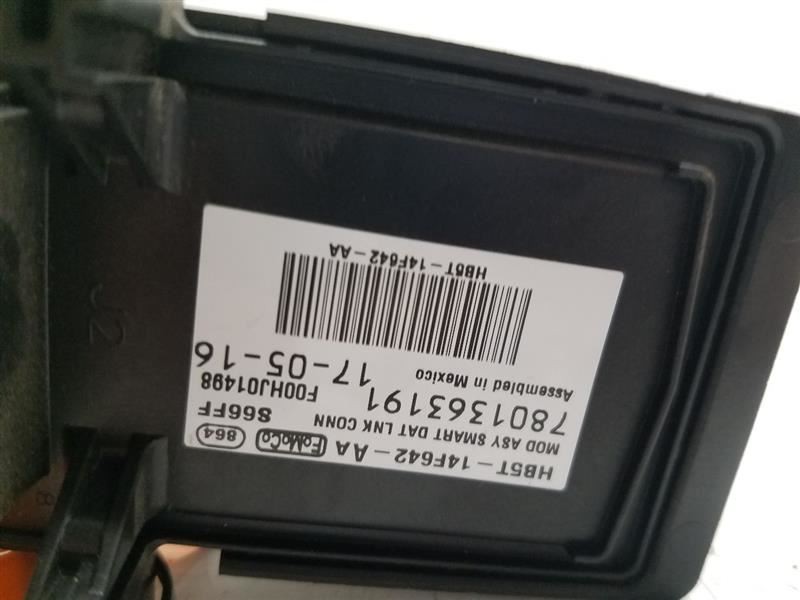 HB5T-14F642-AA FoMoCo 864
MOD ASY SMART DAT LNK CONN S66FF
7801363191 F00HJ01498
Assembled in Mexico 17-05-16
HB5T-14F642-AA
J2